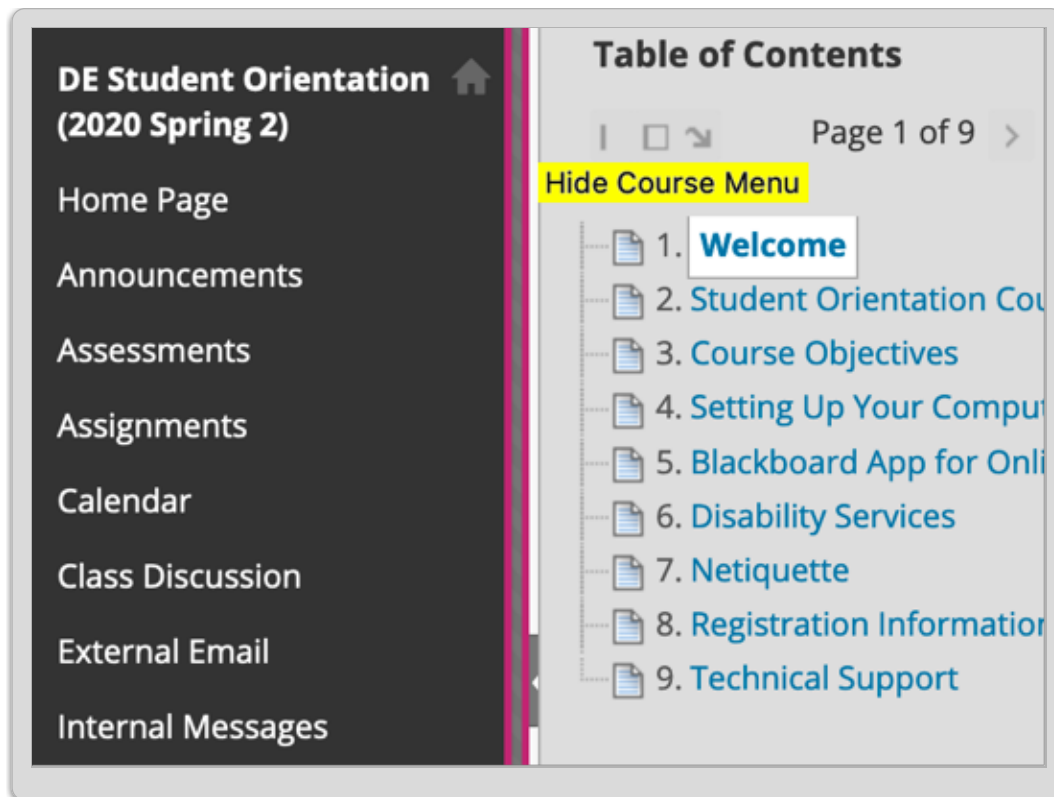 DE Student Orientation
(2020 Spring 2)
Home Page
Announcements
Assessments
Assignments
Calendar
Class Discussion
External Email
Internal Messages
Table of Contents
Page 1 of 9
Hide Course Menu
1. Welcome
2. Student Orientation Cou
3. Course Objectives
4. Setting Up Your Comput
5. Blackboard App for Onli
6. Disability Services
7. Netiquette
8. Registration Information
9. Technical Support